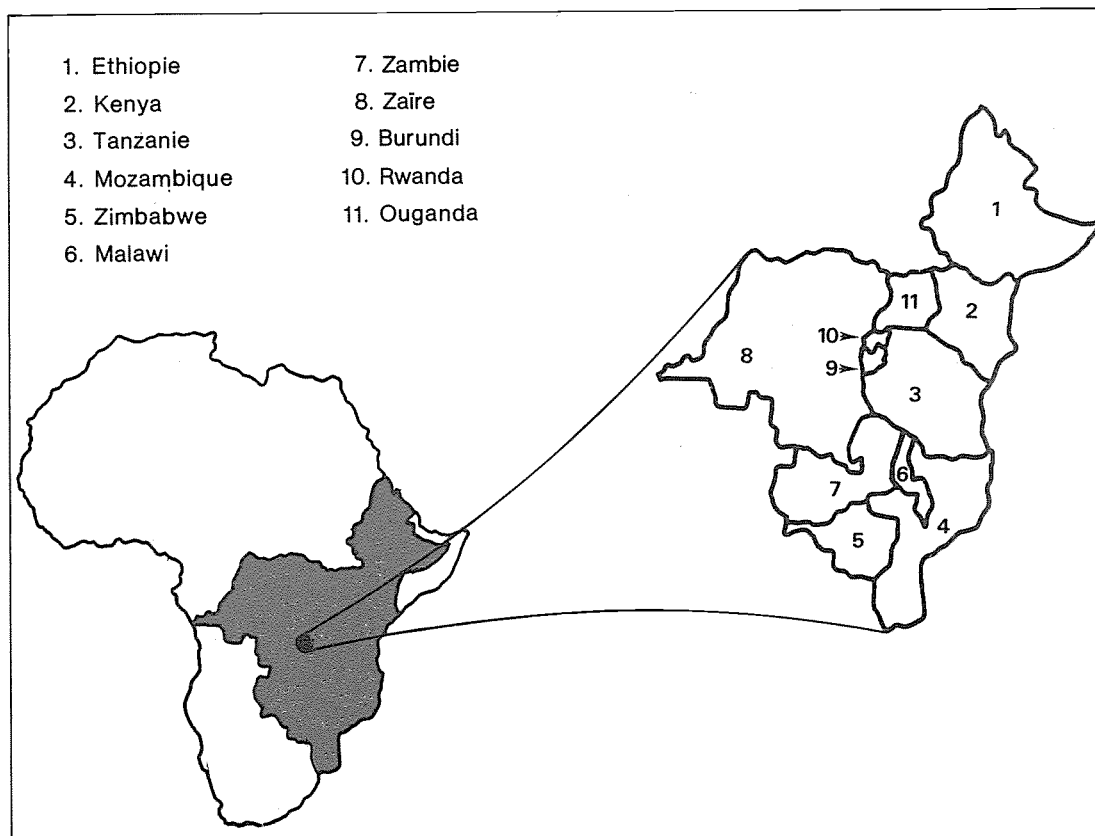 1. Ethiopie
2. Kenya
3. Tanzanie
4. Mozambique
5. Zimbabwe
6. Malawi
7. Zambie
8. Zaïre
9. Burundi
10. Rwanda
11. Ouganda
1
11
2
10
9
8
3
6
7
4
5